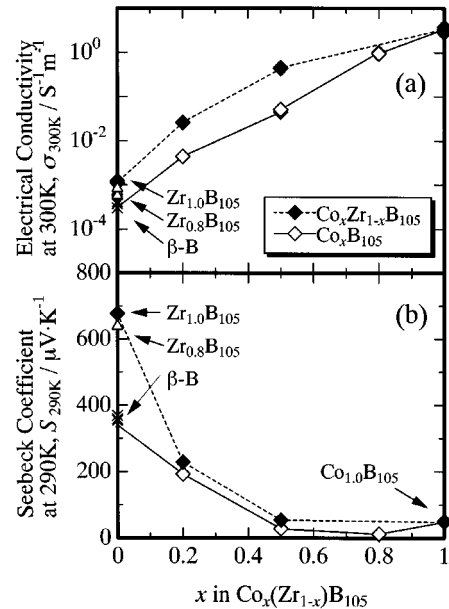 Electrical Conductivity
at 300K, σ300K / S⁻¹m⁻¹
10⁰
10⁻²
10⁻⁴
(a)
Zr1.0B105
Zr0.8B105
β-B
CoxZr1-xB105
CoxB105
Seebeck Coefficient
at 290K, S290K / μV·K⁻¹
800
600
400
200
0
(b)
Zr1.0B105
Zr0.8B105
β-B
Co1.0B105
0 0.2 0.4 0.6 0.8 1
x in Cox(Zr1-x)B105